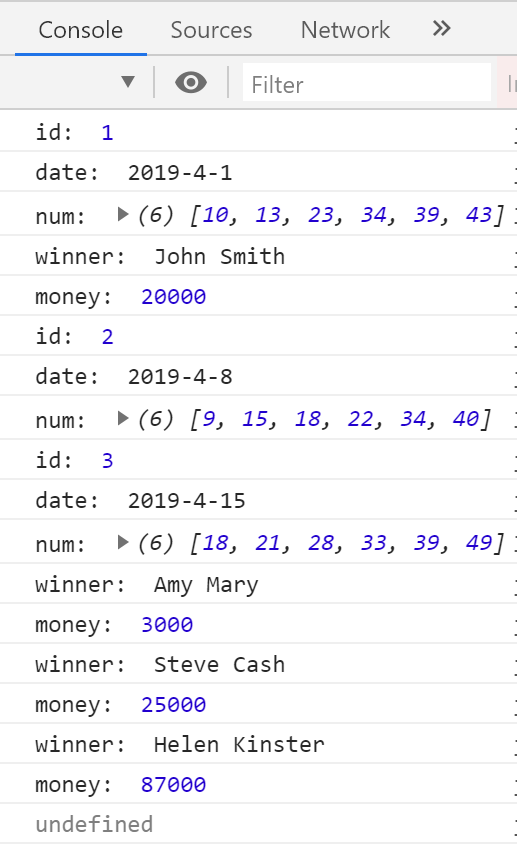 Console Sources Network
Filter
id: 1
date: 2019-4-1
num: (6) [10, 13, 23, 34, 39, 43]
winner: John Smith
money: 20000
id: 2
date: 2019-4-8
num: (6) [9, 15, 18, 22, 34, 40]
id: 3
date: 2019-4-15
num: (6) [18, 21, 28, 33, 39, 49]
winner: Amy Mary
money: 3000
winner: Steve Cash
money: 25000
winner: Helen Kinster
money: 87000
undefined